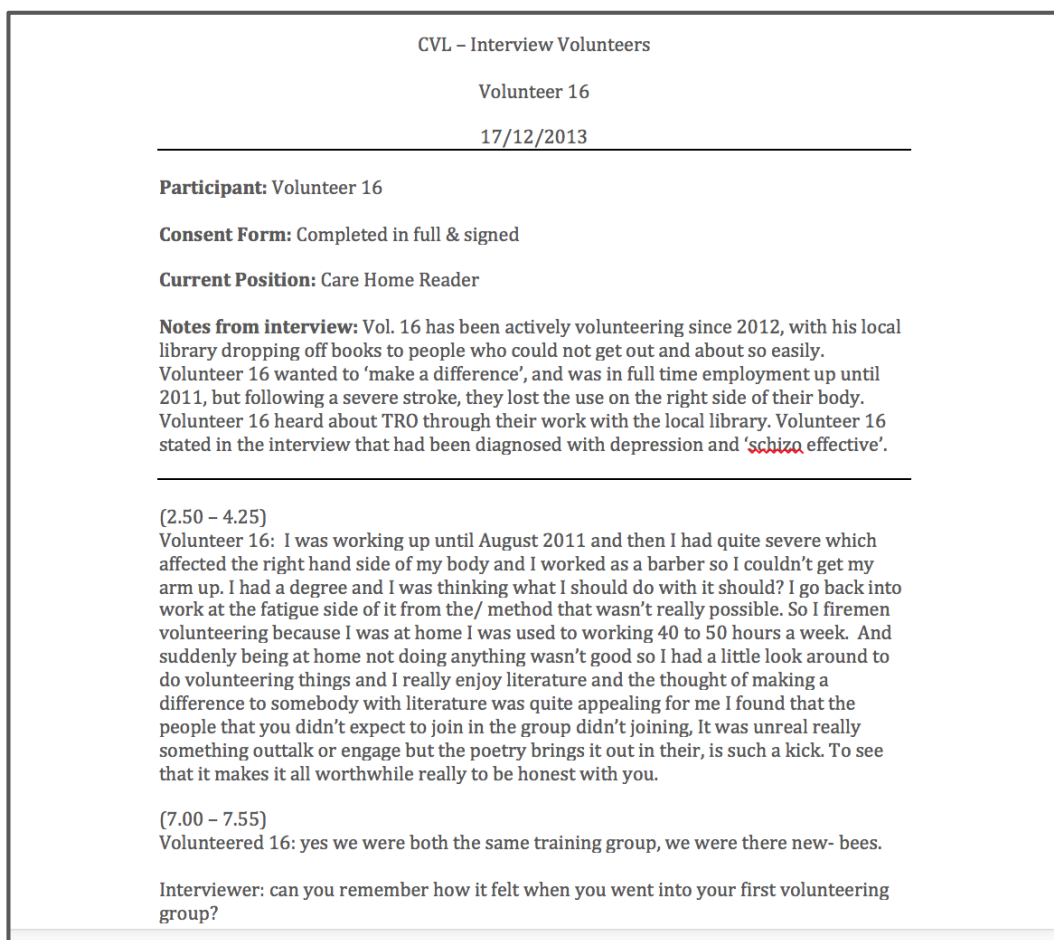 CVL – Interview Volunteers
Volunteer 16
17/12/2013
Participant: Volunteer 16
Consent Form: Completed in full & signed
Current Position: Care Home Reader
Notes from interview: Vol. 16 has been actively volunteering since 2012, with his local
library dropping off books to people who could not get out and about so easily.
Volunteer 16 wanted to ‘make a difference’, and was in full time employment up until
2011, but following a severe stroke, they lost the use on the right side of their body.
Volunteer 16 heard about TRO through their work with the local library. Volunteer 16
stated in the interview that had been diagnosed with depression and ‘schizo effective’.
(2.50 – 4.25)
Volunteer 16:  I was working up until August 2011 and then I had quite severe which
affected the right hand side of my body and I worked as a barber so I couldn’t get my
arm up. I had a degree and I was thinking what I should do with it should? I go back into
work at the fatigue side of it from the/ method that wasn’t really possible. So I firemen
volunteering because I was at home I was used to working 40 to 50 hours a week.  And
suddenly being at home not doing anything wasn’t good so I had a little look around to
do volunteering things and I really enjoy literature and the thought of making a
difference to somebody with literature was quite appealing for me I found that the
people that you didn’t expect to join in the group didn’t joining, It was unreal really
something outtalk or engage but the poetry brings it out in their, is such a kick. To see
that it makes it all worthwhile really to be honest with you.
(7.00 – 7.55)
Volunteered 16: yes we were both the same training group, we were there new- bees.
Interviewer: can you remember how it felt when you went into your first volunteering
group?